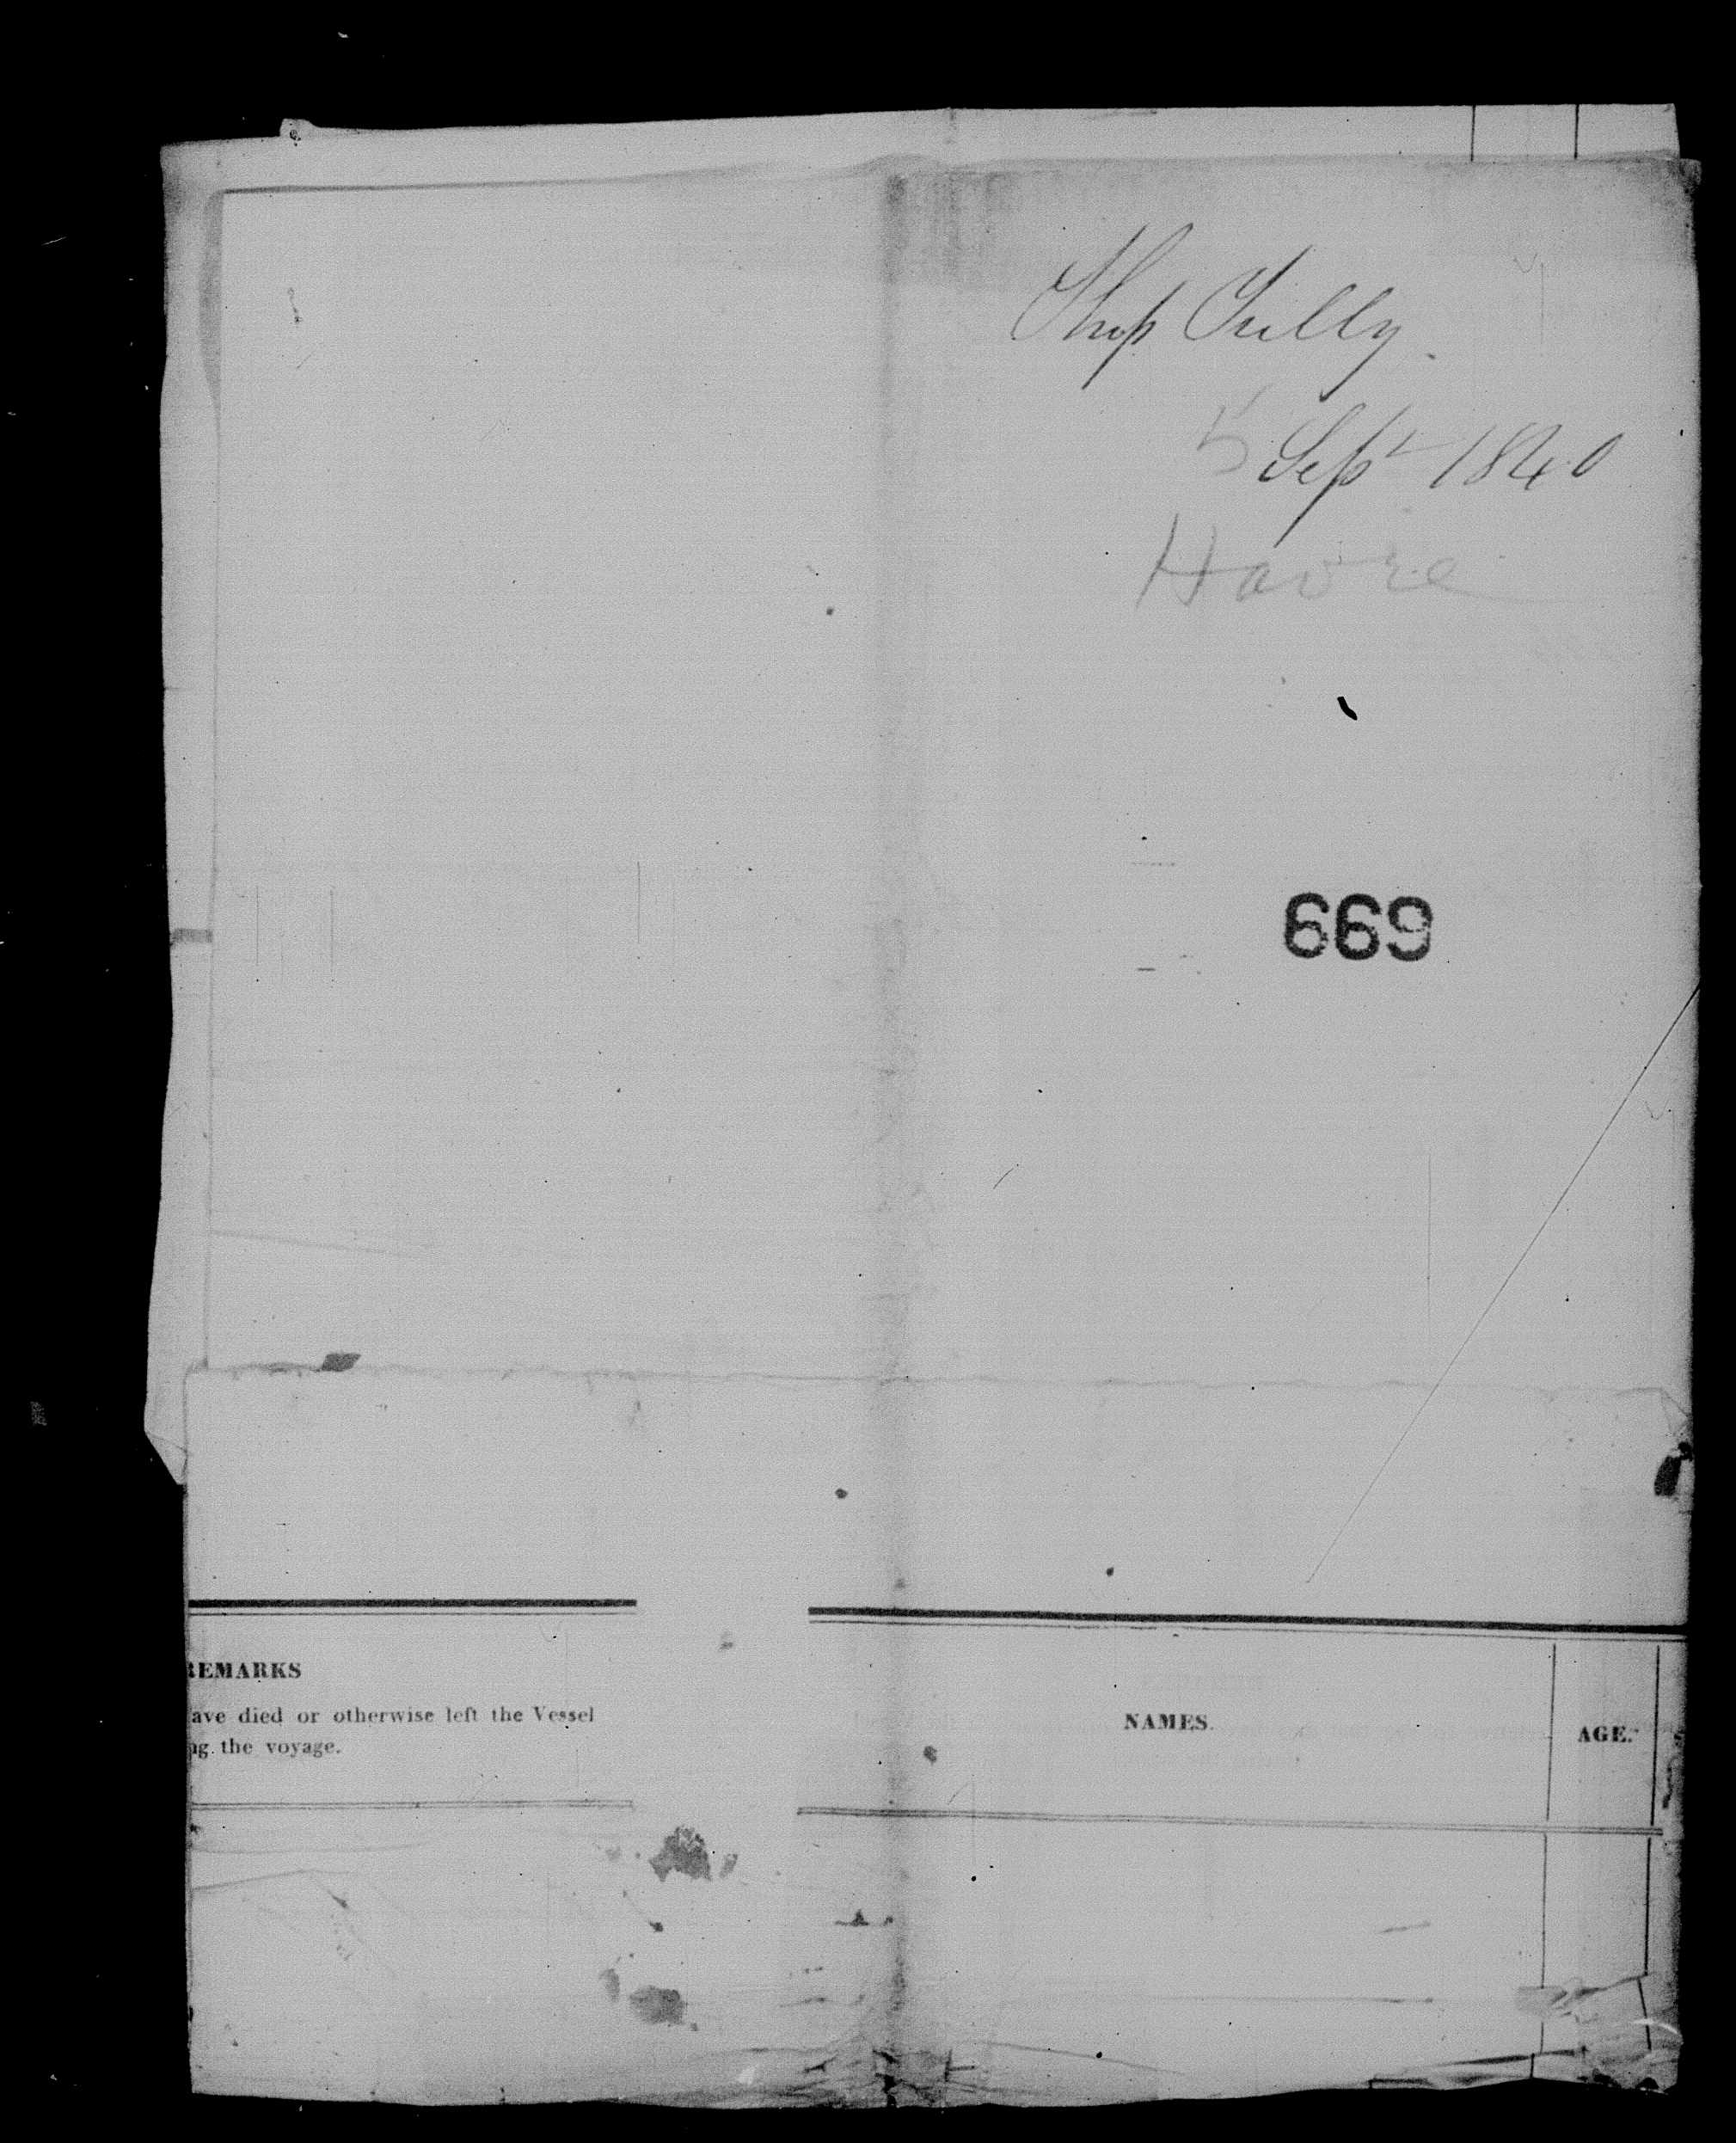 Ship Sully.
5 Sept 1840
Havre
669
REMARKS
ave died or otherwise left the Vessel
ng. the voyage.
NAMES.
AGE.